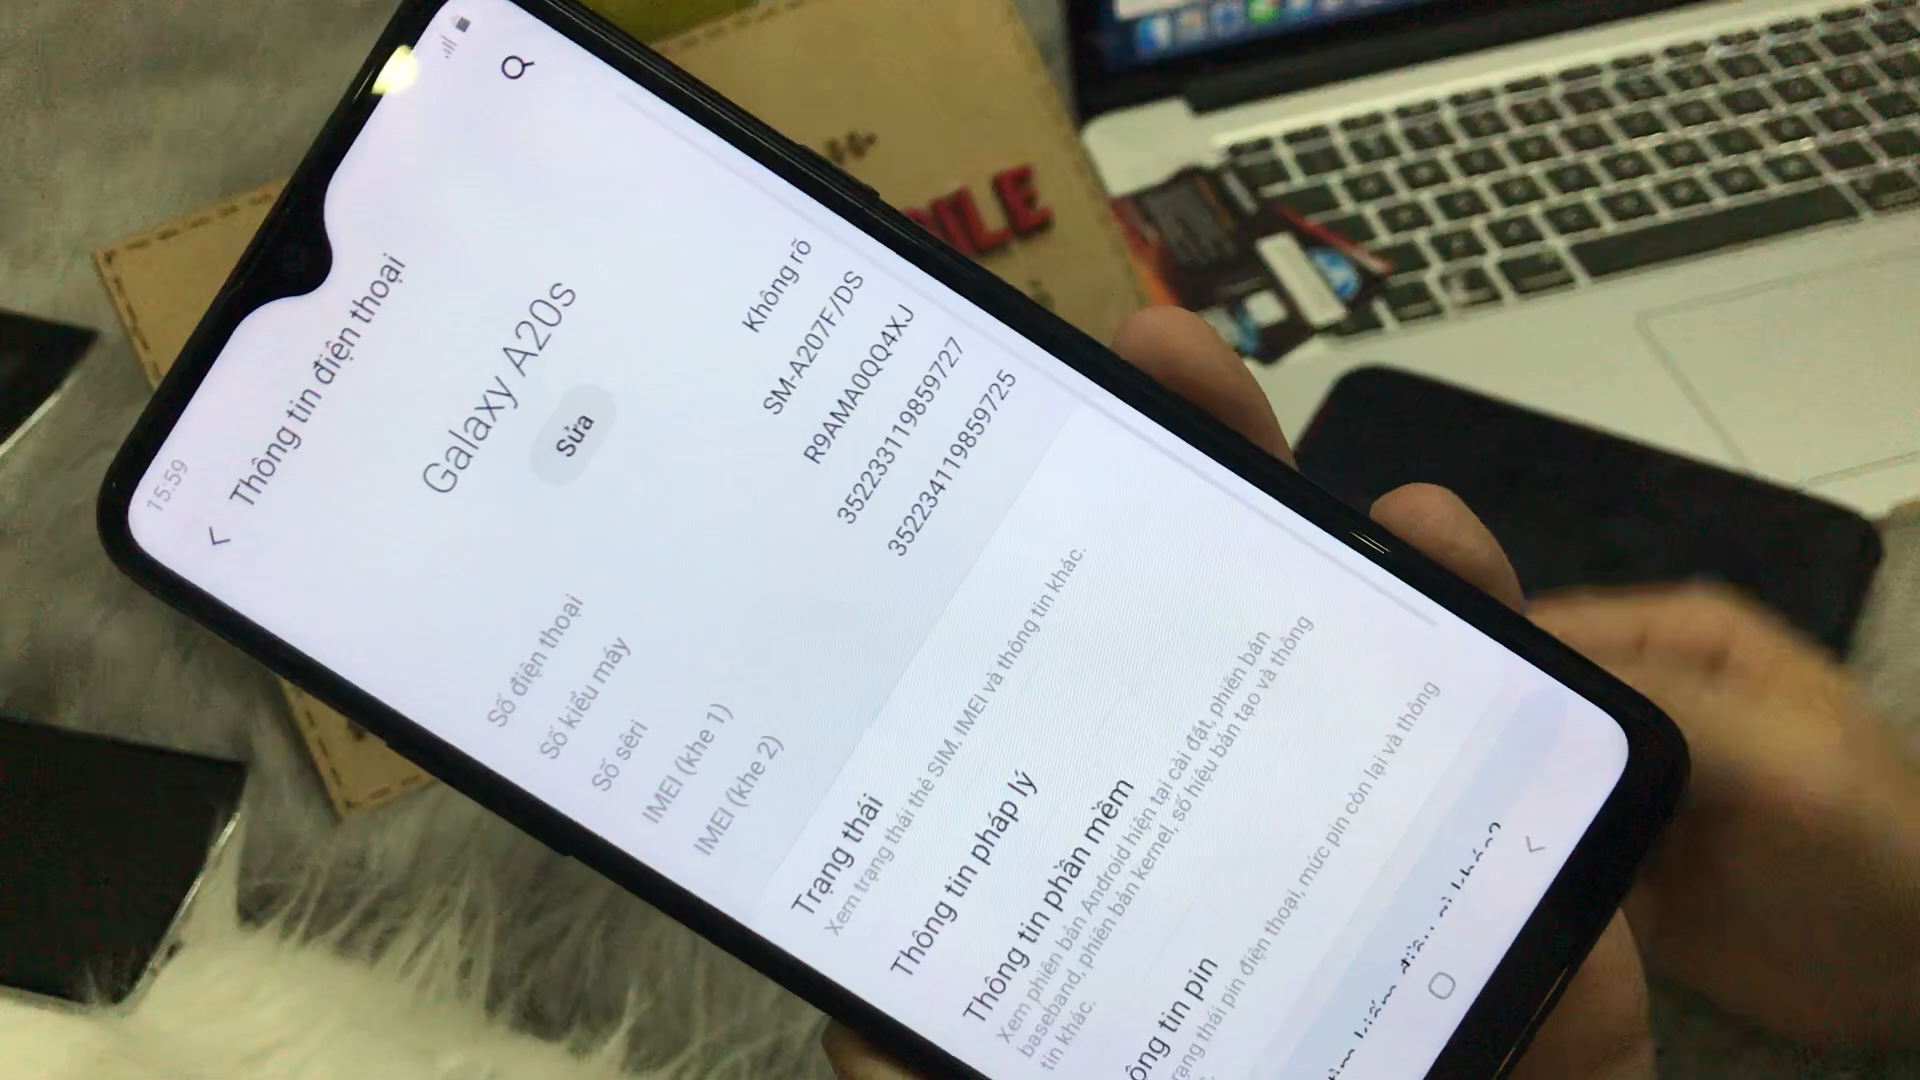 15:59
Thông tin điện thoại
Galaxy A20s
Sửa
Số điện thoại Không rõ
Số kiểu máy SM-A207F/DS
Số sêri R9AMA0QQ4XJ
IMEI (khe 1) 352233119859727
IMEI (khe 2) 352234119859725
Trạng thái
Xem trạng thái thẻ SIM. IMEI và thông tin khác.
Thông tin pháp lý
Thông tin phần mềm
Xem phiên bản Android hiện tại cài đặt, phiên bản
baseband, phiên bản kernel, số hiệu bản tạo và thông
tin khác.
ông tin pin
rạng thái pin điện thoại, mức pin còn lại và thông
ILE